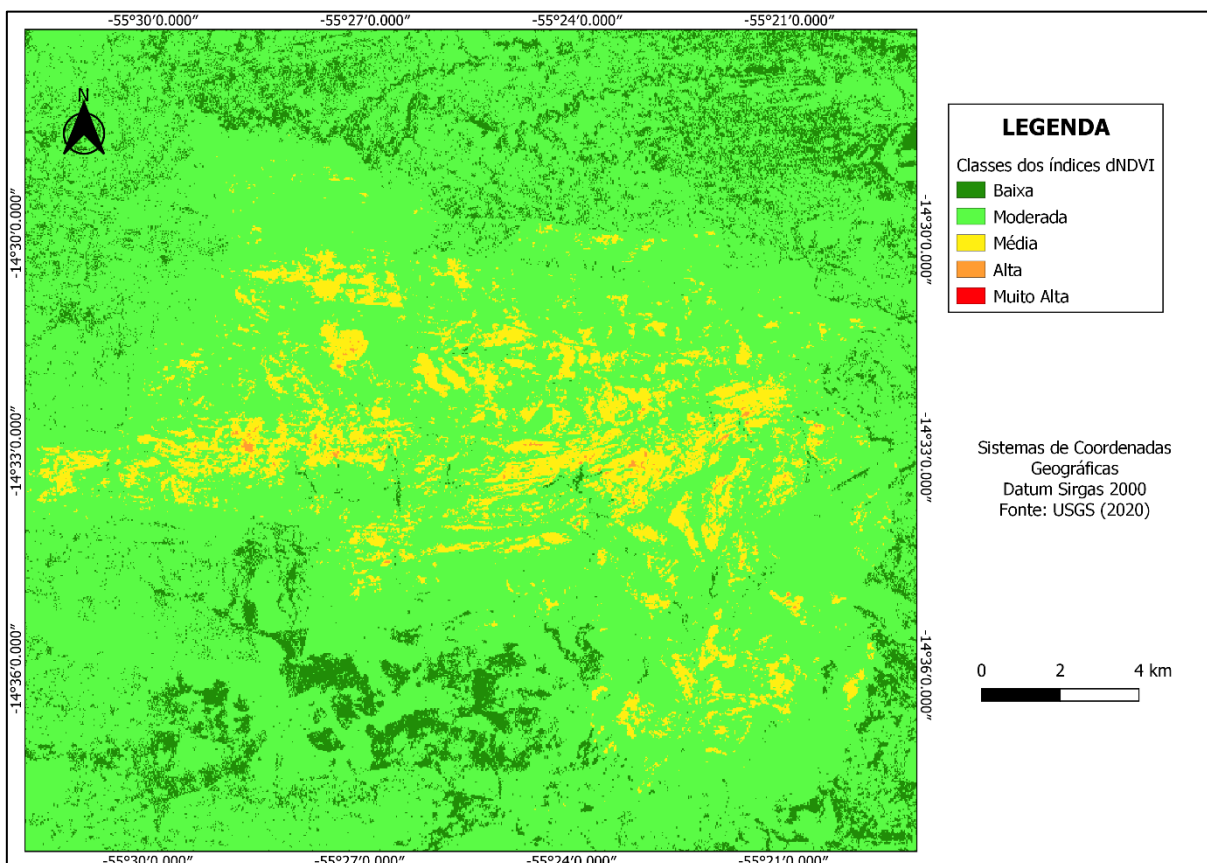 -55°30'0.000" -55°27'0.000" -55°24'0.000" -55°21'0.000"
N
-14°30'0.000"
-14°33'0.000"
-14°36'0.000"
-14°30'0.000"
-14°33'0.000"
-14°36'0.000"
-55°30'0.000" -55°27'0.000" -55°24'0.000" -55°21'0.000"
LEGENDA
Classes dos índices dNDVI
Baixa
Moderada
Média
Alta
Muito Alta
Sistemas de Coordenadas
Geográficas
Datum Sirgas 2000
Fonte: USGS (2020)
0 2 4 km